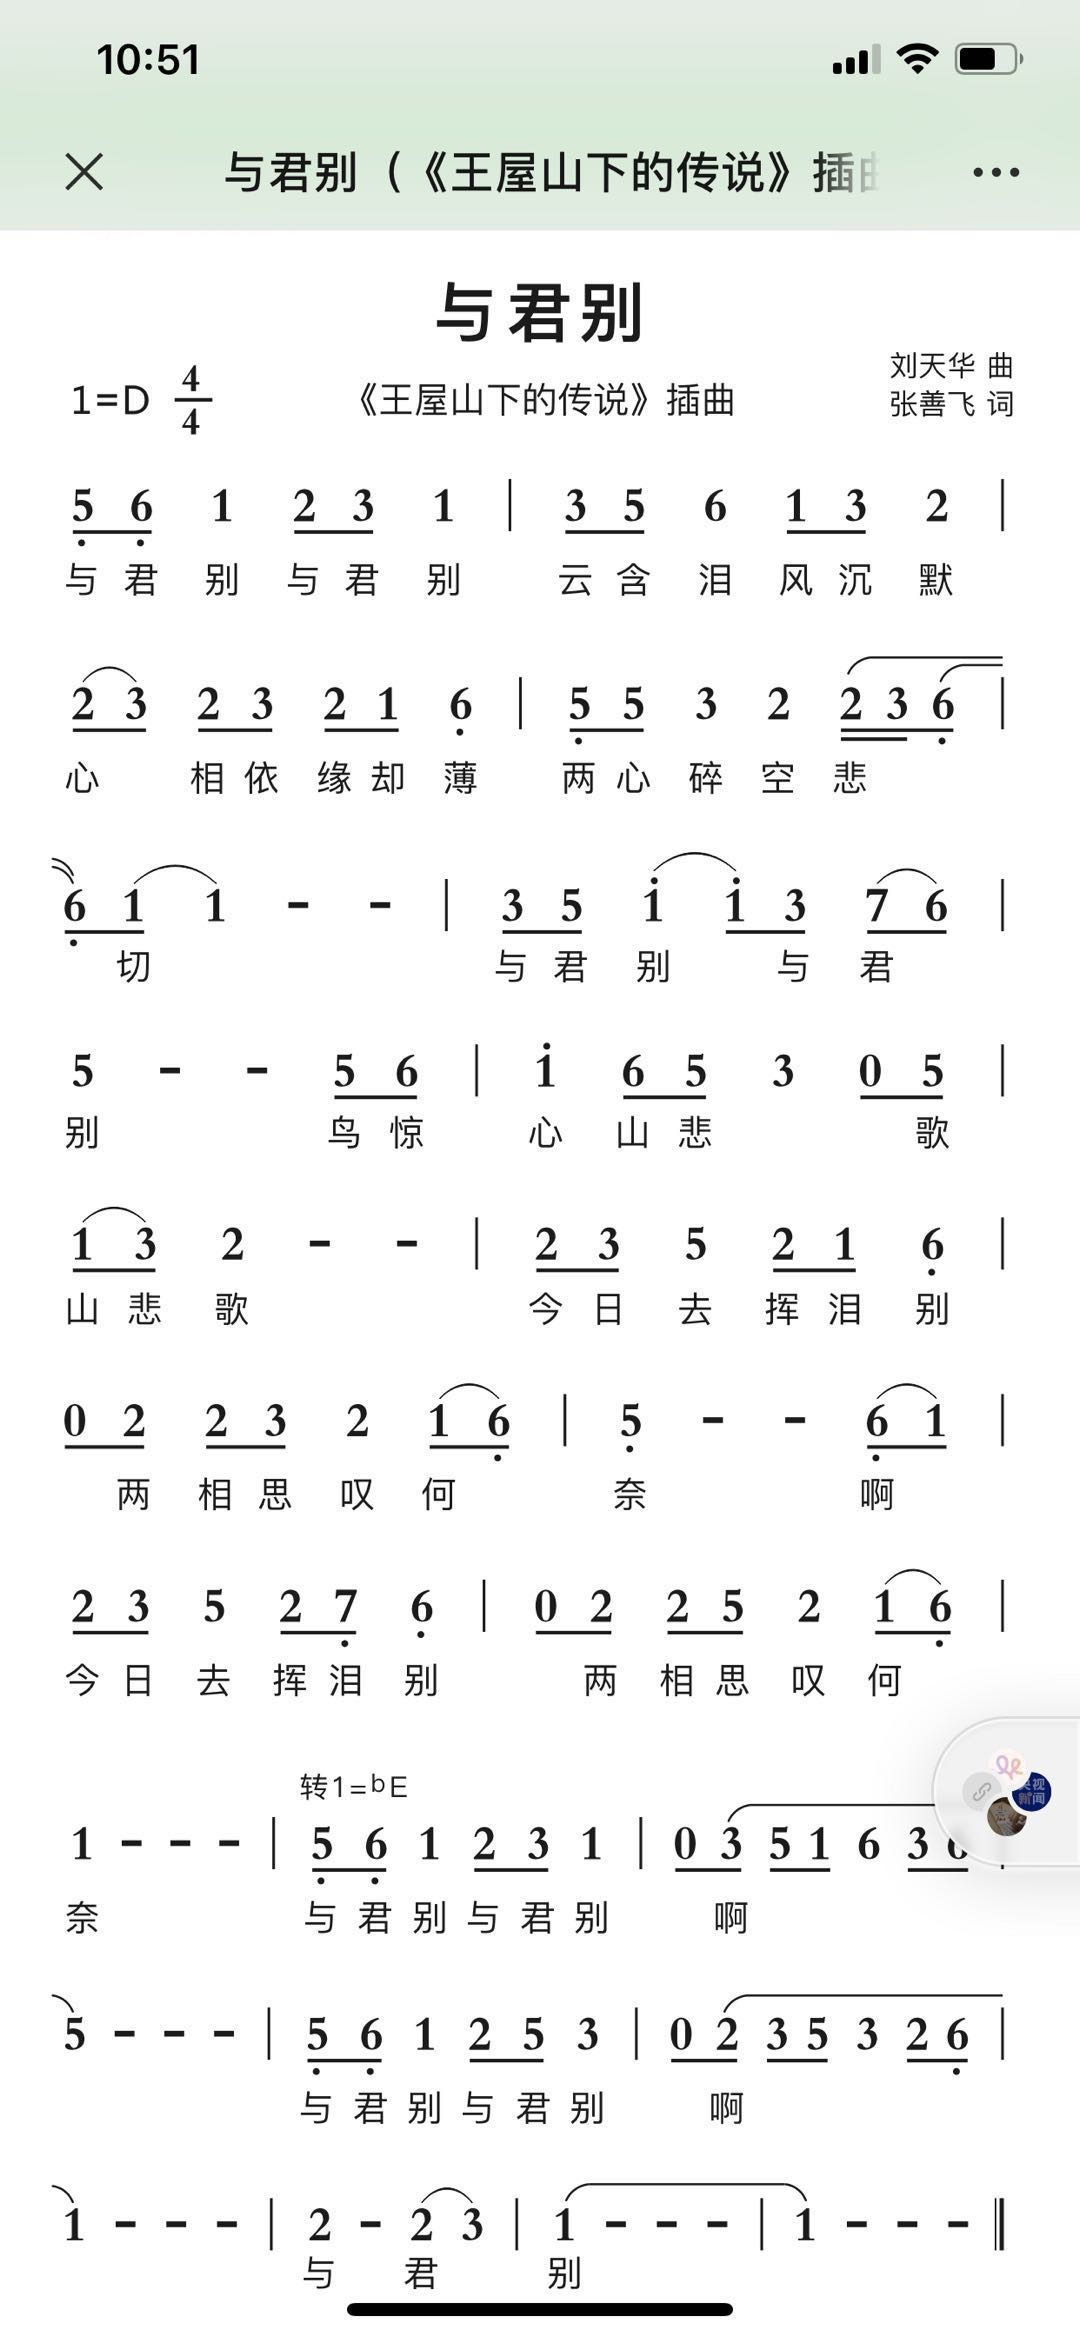 10:51
与君别（《王屋山下的传说》插
与君别
刘天华 曲
1=D 4/4 《王屋山下的传说》插曲
张善飞 词
5 6 1 2 3 1 | 3 5 6 1 3 2 |
与 君 别 与 君 别 云 含 泪 风 沉 默
2 3 2 3 2 1 6 | 5 5 3 2 2 3 6 |
心 相 依 缘 却 薄 两 心 碎 空 悲
6 1 1 - - | 3 5 1 1 3 7 6 |
切 与 君 别 与 君
5 - - 5 6 | 1 6 5 3 0 5 |
别 鸟 惊 心 山 悲 歌
1 3 2 - - | 2 3 5 2 1 6 |
山 悲 歌 今 日 去 挥 泪 别
0 2 2 3 2 1 6 | 5 - - 6 1 |
两 相 思 叹 何 奈 啊
2 3 5 2 7 6 | 0 2 2 5 2 1 6 |
今 日 去 挥 泪 别 两 相 思 叹 何
转1=bE
1 - - - | 5 6 1 2 3 1 | 0 3 5 1 6 3 6 |
奈 与 君 别 与 君 别 啊
5 - - - | 5 6 1 2 5 3 | 0 2 3 5 3 2 6 |
与 君 别 与 君 别 啊
1 - - - | 2 - 2 3 | 1 - - - | 1 - - - ‖
与 君 别